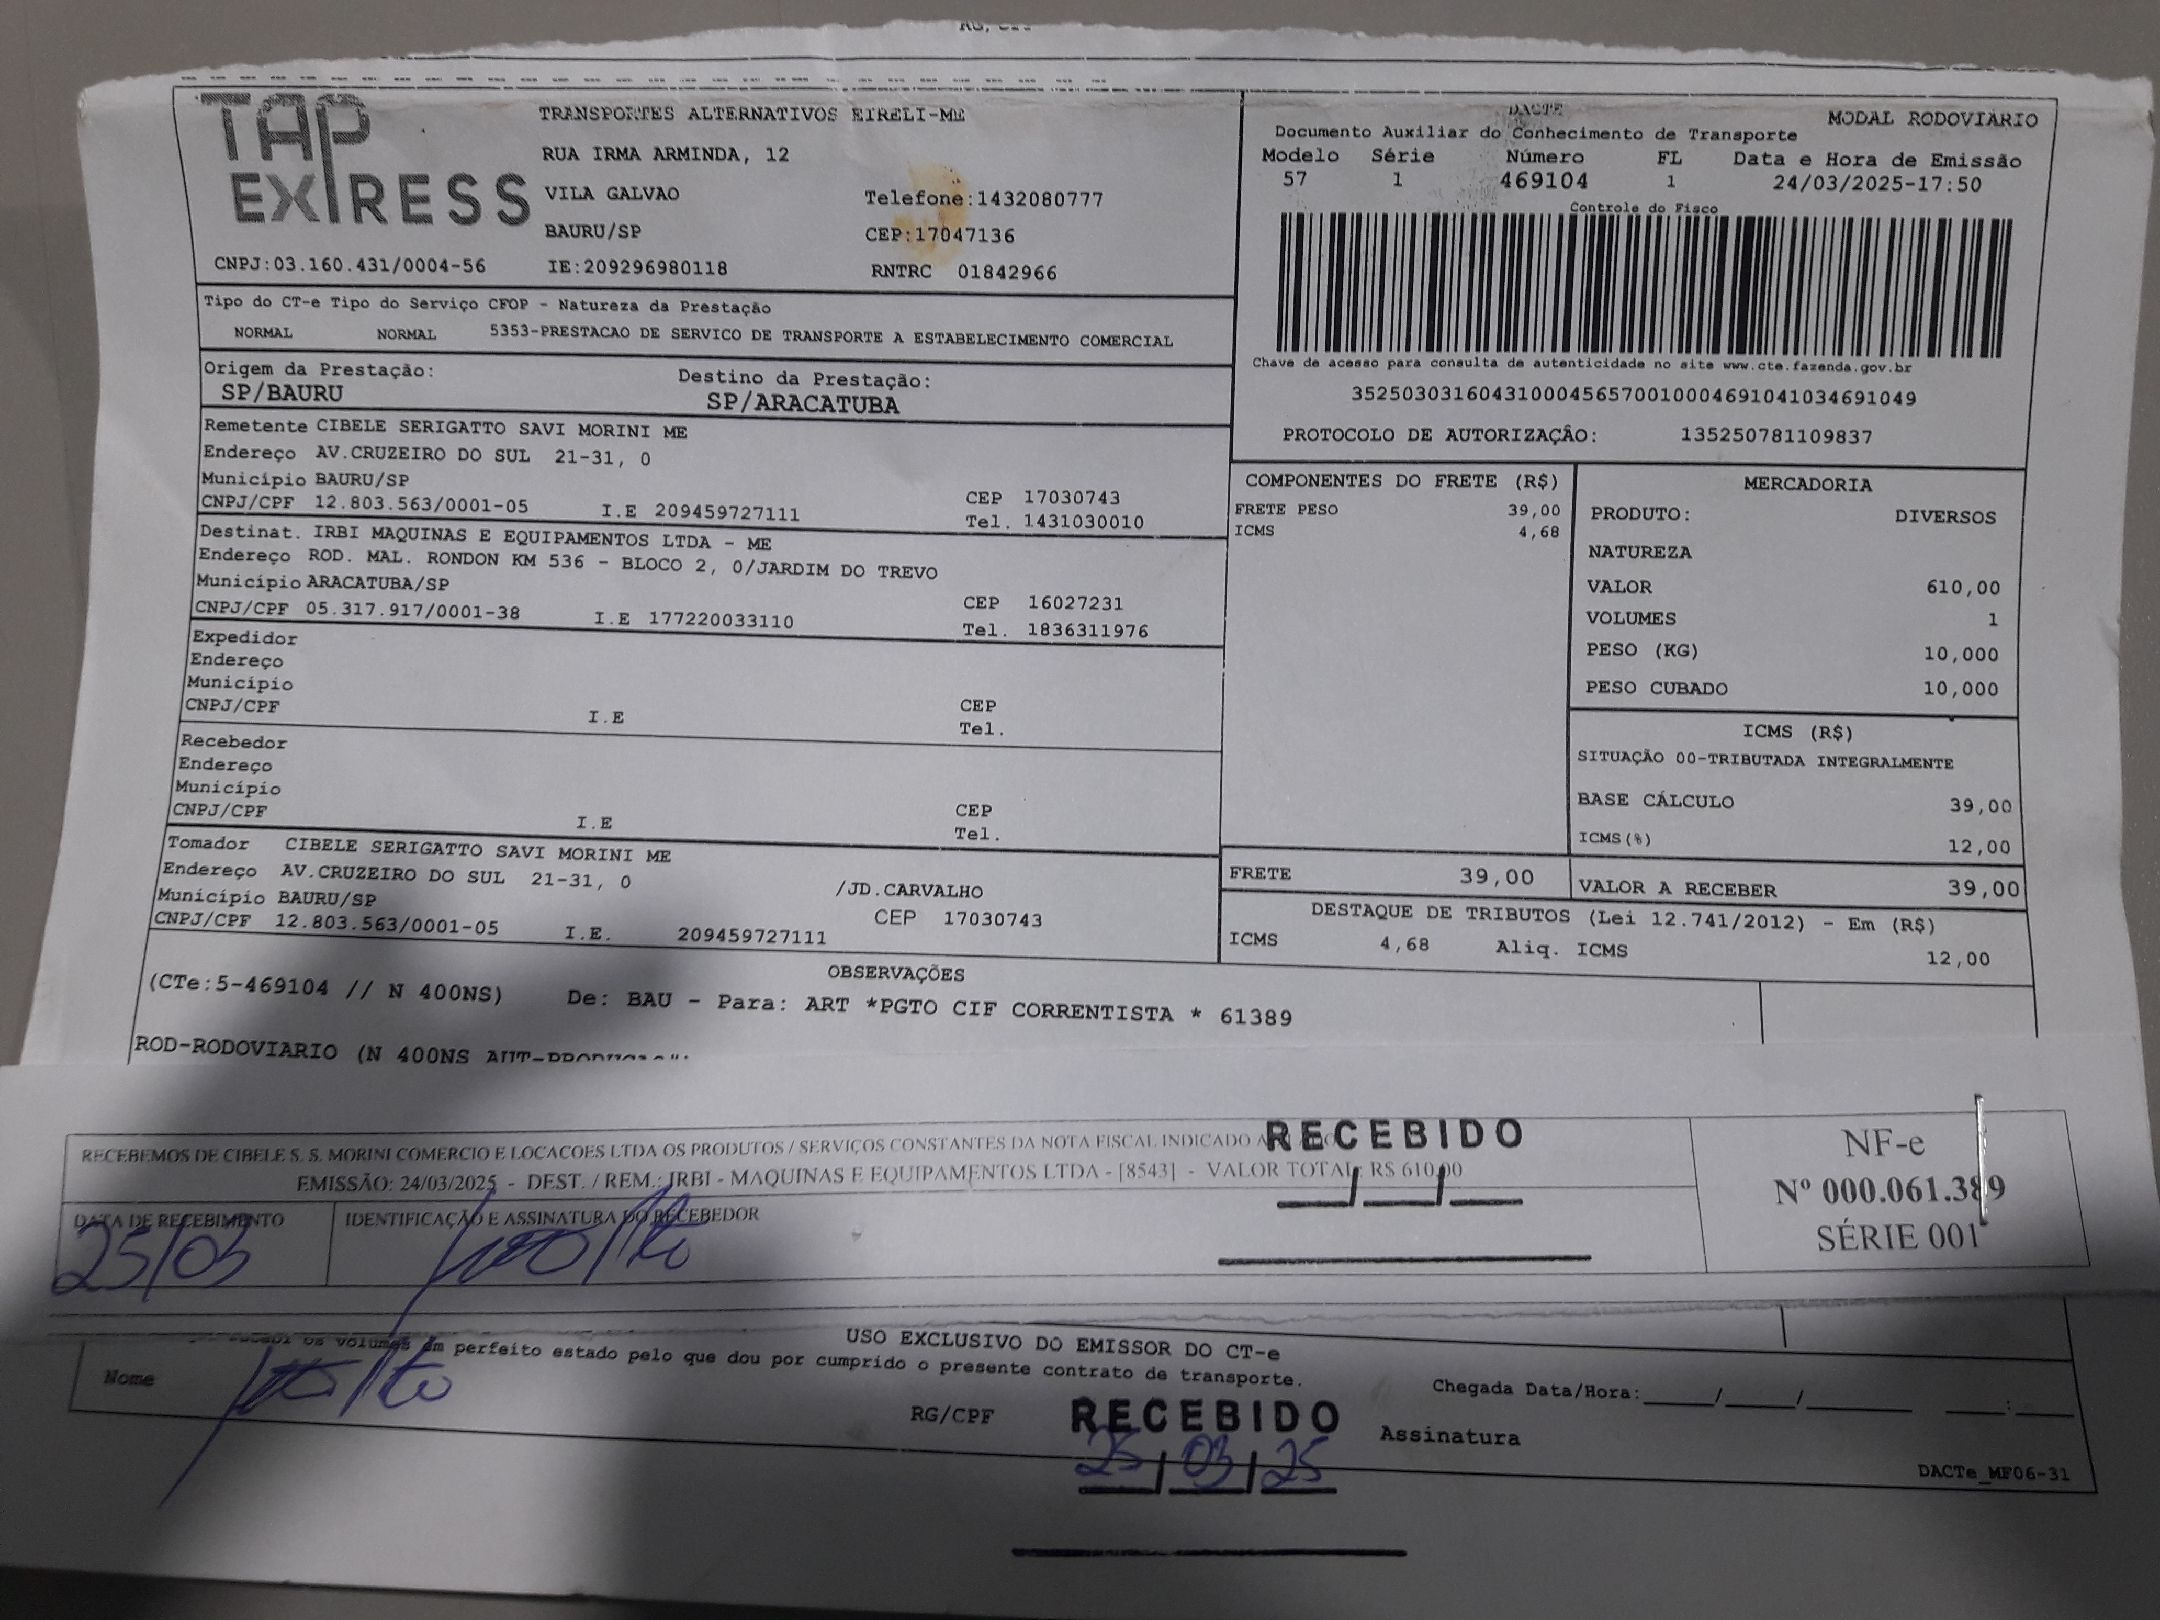 TAP
EXPRESS
TRANSPORTES ALTERNATIVOS EIRELI-ME
RUA IRMA ARMINDA, 12
VILA GALVAO
Telefone:1432080777
BAURU/SP
CEP:17047136
CNPJ:03.160.431/0004-56
IE:209296980118
RNTRC 01842966
DACTE
MODAL RODOVIARIO
Documento Auxiliar do Conhecimento de Transporte
Modelo Série Número FL Data e Hora de Emissão
57 1 469104 1 24/03/2025-17:50
Controle do Fisco
Chave de acesso para consulta de autenticidade no site www.cte.fazenda.gov.br
35250303160431000456570010004691041034691049
PROTOCOLO DE AUTORIZAÇÂO: 135250781109837
Tipo do CT-e Tipo do Serviço CFOP - Natureza da Prestação
NORMAL NORMAL 5353-PRESTACAO DE SERVICO DE TRANSPORTE A ESTABELECIMENTO COMERCIAL
Origem da Prestação: Destino da Prestação:
SP/BAURU SP/ARACATUBA
Remetente CIBELE SERIGATTO SAVI MORINI ME
Endereço AV.CRUZEIRO DO SUL 21-31, 0
Município BAURU/SP CEP 17030743
CNPJ/CPF 12.803.563/0001-05 I.E 209459727111 Tel. 1431030010
Destinat. IRBI MAQUINAS E EQUIPAMENTOS LTDA - ME
Endereço ROD. MAL. RONDON KM 536 - BLOCO 2, 0/JARDIM DO TREVO
Município ARACATUBA/SP CEP 16027231
CNPJ/CPF 05.317.917/0001-38 I.E 177220033110 Tel. 1836311976
Expedidor
Endereço
Município CEP
CNPJ/CPF I.E Tel.
Recebedor
Endereço
Município CEP
CNPJ/CPF I.E Tel.
Tomador CIBELE SERIGATTO SAVI MORINI ME
Endereço AV.CRUZEIRO DO SUL 21-31, 0 /JD.CARVALHO
Município BAURU/SP CEP 17030743
CNPJ/CPF 12.803.563/0001-05 I.E. 209459727111
COMPONENTES DO FRETE (R$)
FRETE PESO 39,00
ICMS 4,68
MERCADORIA
PRODUTO: DIVERSOS
NATUREZA
VALOR 610,00
VOLUMES 1
PESO (KG) 10,000
PESO CUBADO 10,000
ICMS (R$)
SITUAÇÃO 00-TRIBUTADA INTEGRALMENTE
BASE CÁLCULO 39,00
ICMS(%) 12,00
FRETE 39,00
VALOR A RECEBER 39,00
DESTAQUE DE TRIBUTOS (Lei 12.741/2012) - Em (R$)
ICMS 4,68 Aliq. ICMS 12,00
OBSERVAÇÕES
(CTe:5-469104 // N 400NS) De: BAU - Para: ART *PGTO CIF CORRENTISTA * 61389
ROD-RODOVIARIO (N 400NS
RECEBEMOS DE CIBELE S. S. MORINI COMERCIO E LOCACOES LTDA OS PRODUTOS / SERVIÇOS CONSTANTES DA NOTA FISCAL INDICADO
EMISSÃO: 24/03/2025 - DEST. / REM.: IRBI - MAQUINAS E EQUIPAMENTOS LTDA - [8543] - VALOR TOTAL: R$ 610,00
RECEBIDO
DATA DE RECEBIMENTO
25/03
IDENTIFICAÇÃO E ASSINATURA DO RECEBEDOR
NF-e
Nº 000.061.389
SÉRIE 001
USO EXCLUSIVO DO EMISSOR DO CT-e
os volumes em perfeito estado pelo que dou por cumprido o presente contrato de transporte.
Nome
RG/CPF
RECEBIDO
25/03/25
Chegada Data/Hora:____/____/______ ____:____
Assinatura
DACTe_MF06-31